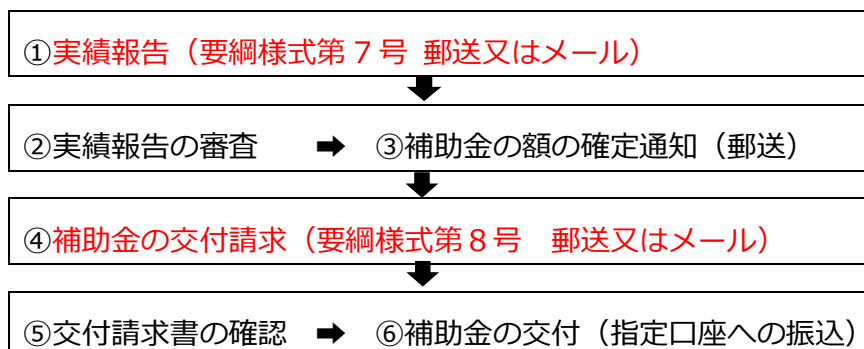 ①実績報告（要綱様式第７号 郵送又はメール）
②実績報告の審査　　➡　③補助金の額の確定通知（郵送）
④補助金の交付請求（要綱様式第８号　郵送又はメール）
⑤交付請求書の確認　➡　⑥補助金の交付（指定口座への振込）